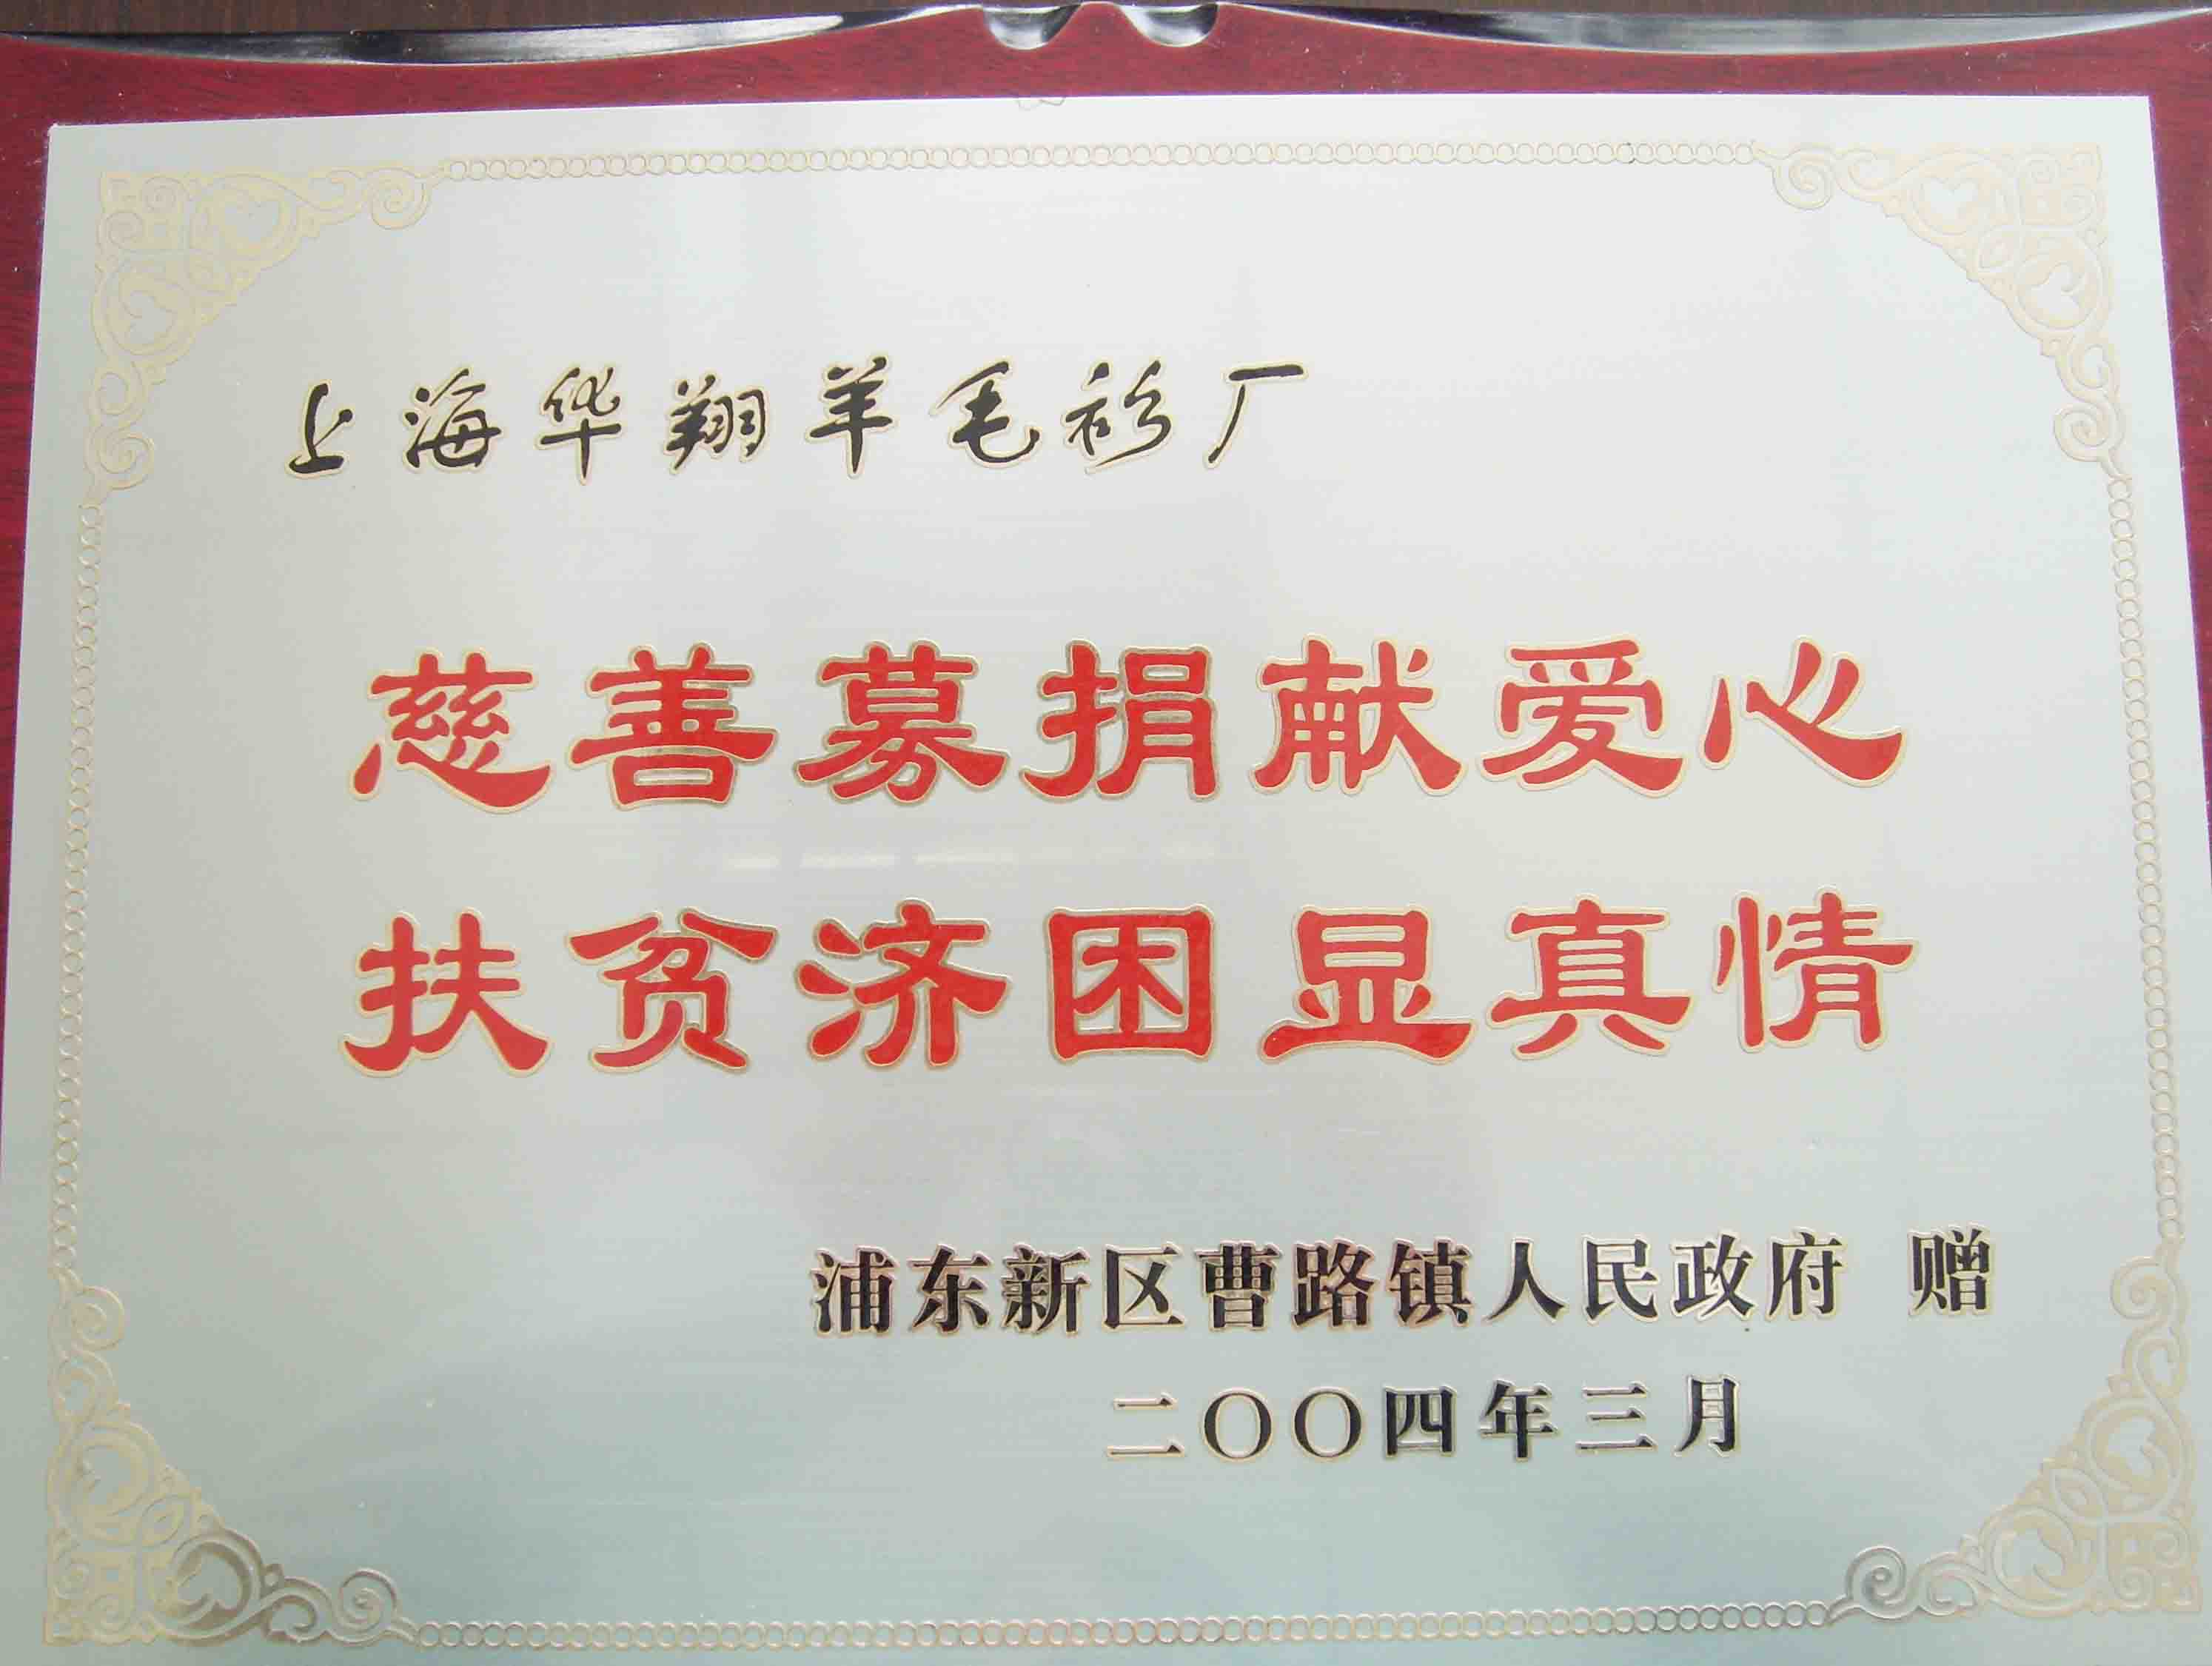 上海华翔羊毛衫厂
慈善募捐献爱心
扶贫济困显真情
浦东新区曹路镇人民政府 赠
二〇〇四年三月